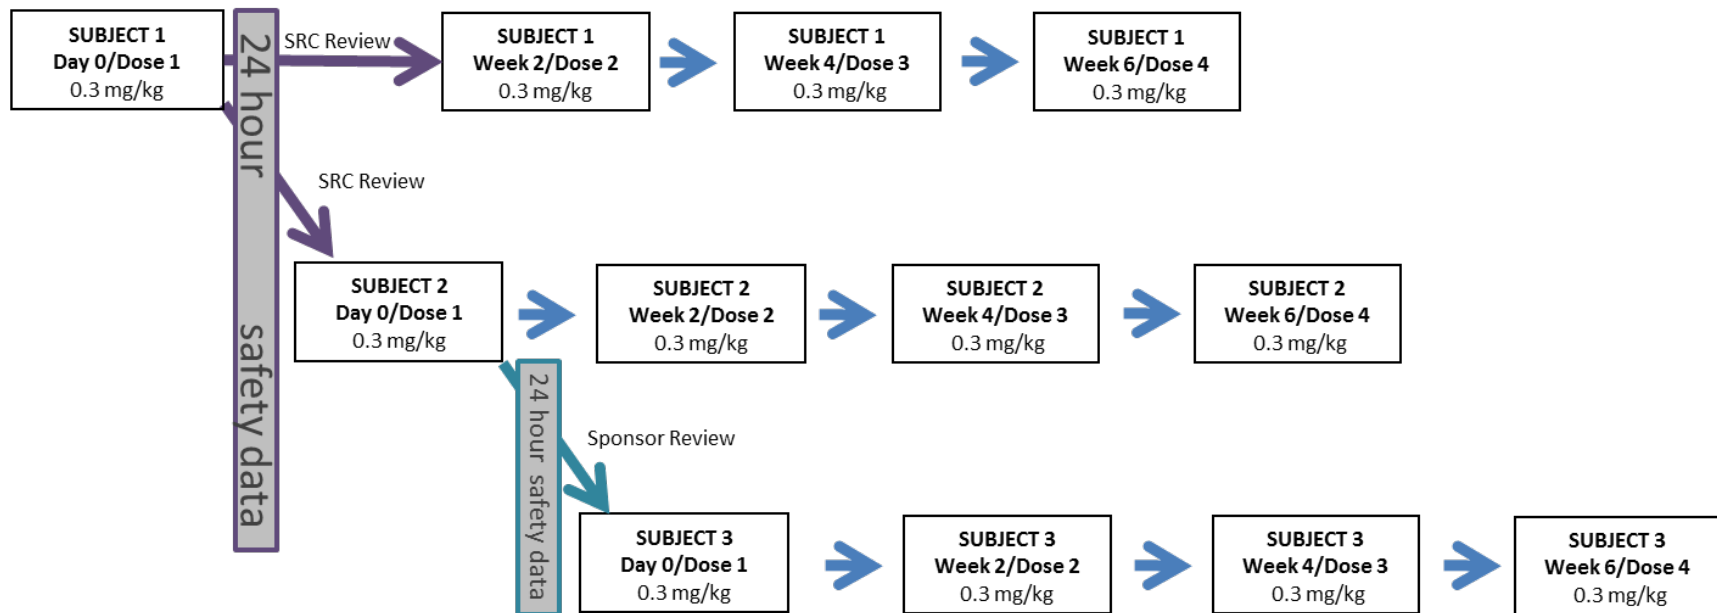 SUBJECT 1
Day 0/Dose 1
0.3 mg/kg
24 hour safety data
SRC Review
SUBJECT 1
Week 2/Dose 2
0.3 mg/kg
SUBJECT 1
Week 4/Dose 3
0.3 mg/kg
SUBJECT 1
Week 6/Dose 4
0.3 mg/kg
SRC Review
SUBJECT 2
Day 0/Dose 1
0.3 mg/kg
SUBJECT 2
Week 2/Dose 2
0.3 mg/kg
SUBJECT 2
Week 4/Dose 3
0.3 mg/kg
SUBJECT 2
Week 6/Dose 4
0.3 mg/kg
24 hour safety data
Sponsor Review
SUBJECT 3
Day 0/Dose 1
0.3 mg/kg
SUBJECT 3
Week 2/Dose 2
0.3 mg/kg
SUBJECT 3
Week 4/Dose 3
0.3 mg/kg
SUBJECT 3
Week 6/Dose 4
0.3 mg/kg